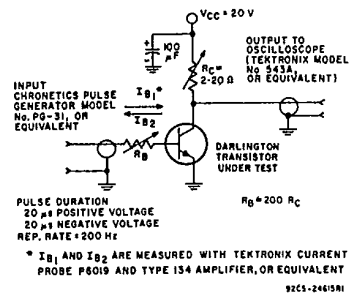 VCC = 20 V
100
μF
RC=
2-20 Ω
OUTPUT TO
OSCILLOSCOPE
(TEKTRONIX MODEL
No 543A,
OR EQUIVALENT)
INPUT
CHRONETICS PULSE
GENERATOR MODEL
No. PG-31, OR
EQUIVALENT
IB1*
IB2
RB
DARLINGTON
TRANSISTOR
UNDER TEST
RB=200 RC
PULSE DURATION
20 μs POSITIVE VOLTAGE
20 μs NEGATIVE VOLTAGE
REP. RATE=200 Hz
* IB1 AND IB2 ARE MEASURED WITH TEKTRONIX CURRENT
PROBE P6019 AND TYPE 134 AMPLIFIER, OR EQUIVALENT
92CS-24615R1